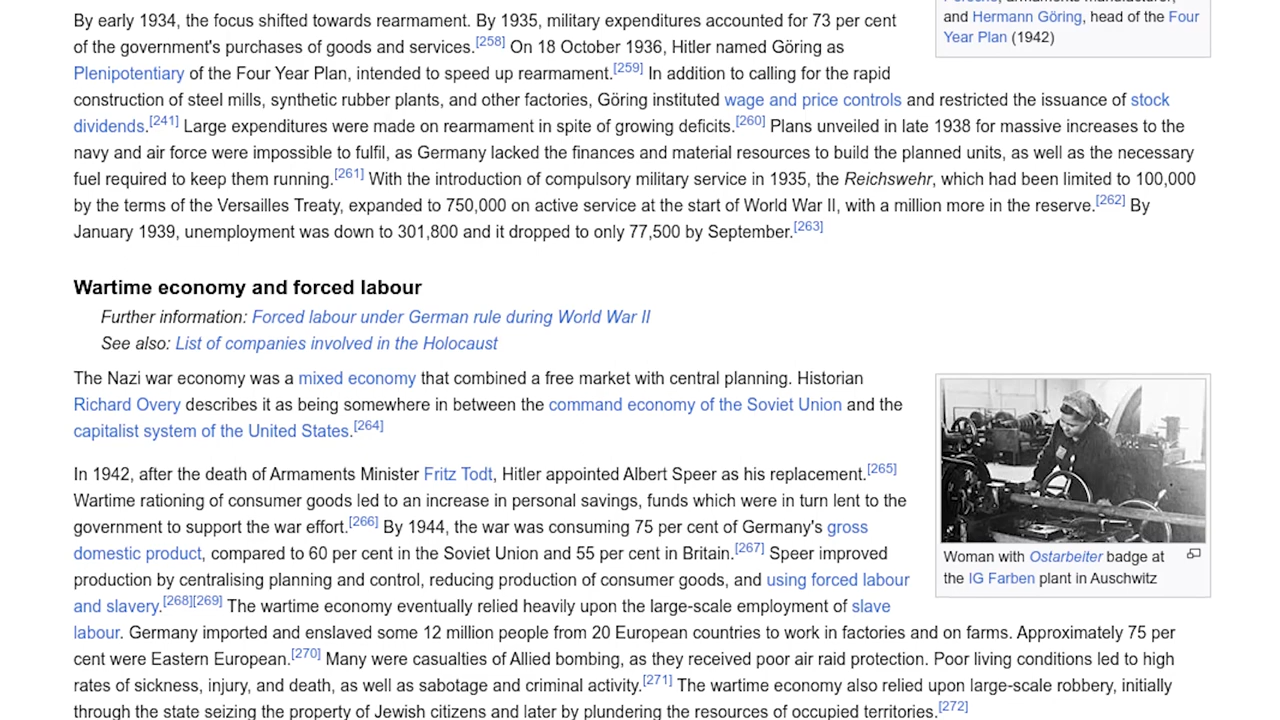 Porsche, armaments manufacturer,
and Hermann Göring, head of the Four
Year Plan (1942)
By early 1934, the focus shifted towards rearmament. By 1935, military expenditures accounted for 73 per cent
of the government's purchases of goods and services.[258] On 18 October 1936, Hitler named Göring as
Plenipotentiary of the Four Year Plan, intended to speed up rearmament.[259] In addition to calling for the rapid
construction of steel mills, synthetic rubber plants, and other factories, Göring instituted wage and price controls and restricted the issuance of stock
dividends.[241] Large expenditures were made on rearmament in spite of growing deficits.[260] Plans unveiled in late 1938 for massive increases to the
navy and air force were impossible to fulfil, as Germany lacked the finances and material resources to build the planned units, as well as the necessary
fuel required to keep them running.[261] With the introduction of compulsory military service in 1935, the Reichswehr, which had been limited to 100,000
by the terms of the Versailles Treaty, expanded to 750,000 on active service at the start of World War II, with a million more in the reserve.[262] By
January 1939, unemployment was down to 301,800 and it dropped to only 77,500 by September.[263]
Wartime economy and forced labour
Further information: Forced labour under German rule during World War II
See also: List of companies involved in the Holocaust
The Nazi war economy was a mixed economy that combined a free market with central planning. Historian
Richard Overy describes it as being somewhere in between the command economy of the Soviet Union and the
capitalist system of the United States.[264]
In 1942, after the death of Armaments Minister Fritz Todt, Hitler appointed Albert Speer as his replacement.[265]
Wartime rationing of consumer goods led to an increase in personal savings, funds which were in turn lent to the
government to support the war effort.[266] By 1944, the war was consuming 75 per cent of Germany's gross
domestic product, compared to 60 per cent in the Soviet Union and 55 per cent in Britain.[267] Speer improved
production by centralising planning and control, reducing production of consumer goods, and using forced labour
and slavery.[268][269] The wartime economy eventually relied heavily upon the large-scale employment of slave
labour. Germany imported and enslaved some 12 million people from 20 European countries to work in factories and on farms. Approximately 75 per
cent were Eastern European.[270] Many were casualties of Allied bombing, as they received poor air raid protection. Poor living conditions led to high
rates of sickness, injury, and death, as well as sabotage and criminal activity.[271] The wartime economy also relied upon large-scale robbery, initially
through the state seizing the property of Jewish citizens and later by plundering the resources of occupied territories.[272]
Woman with Ostarbeiter badge at
the IG Farben plant in Auschwitz